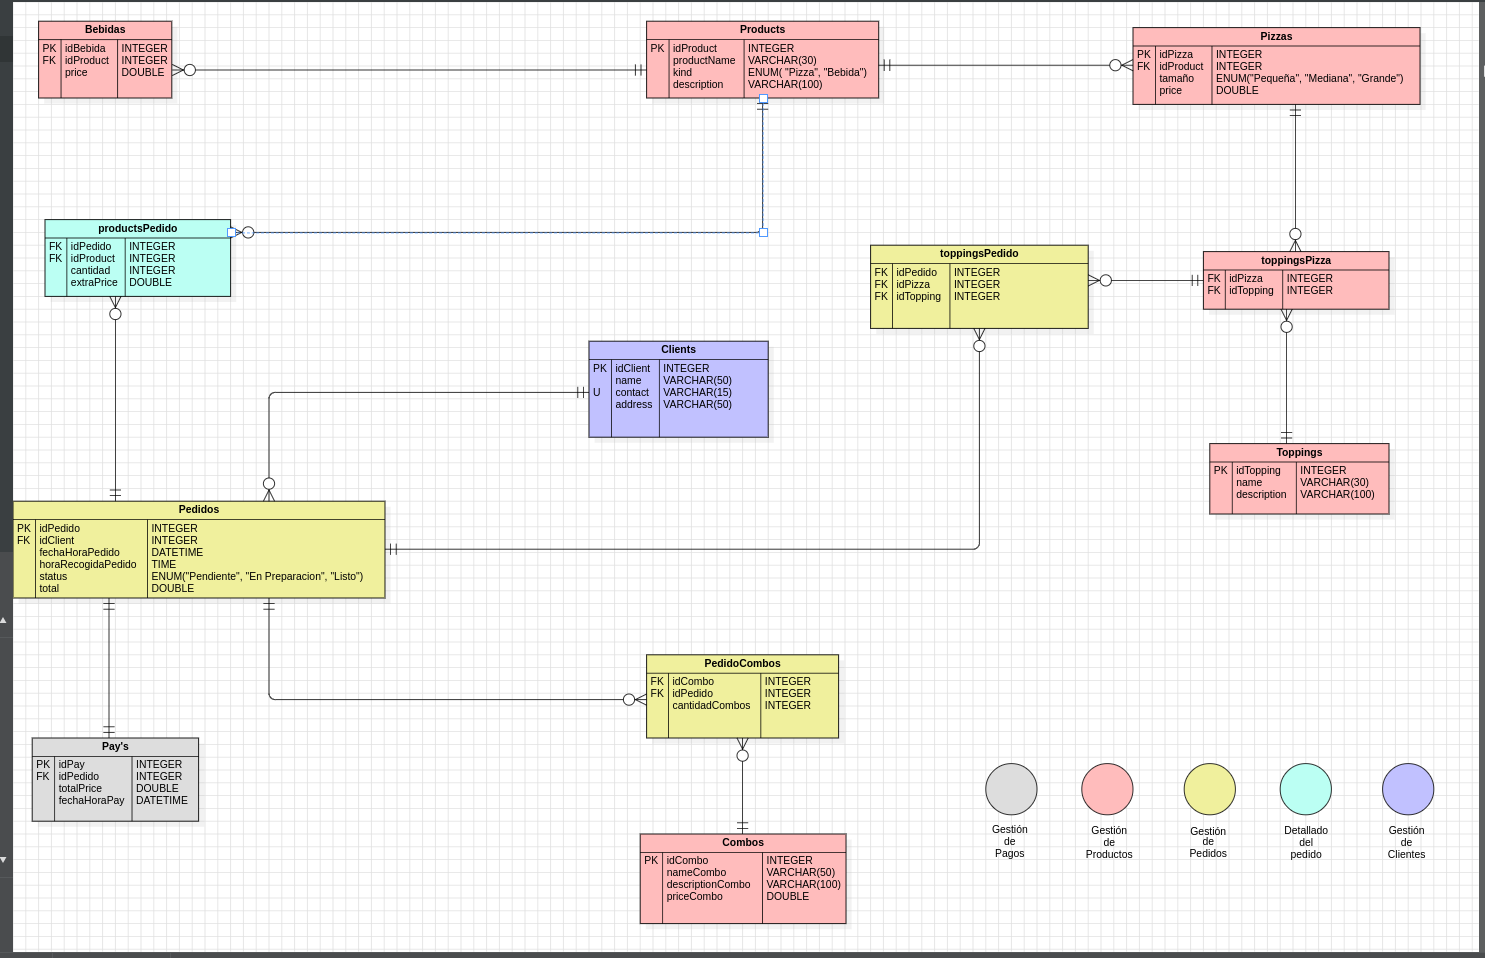 Bebidas
PK idBebida INTEGER
FK idProduct INTEGER
price DOUBLE
Products
PK idProduct INTEGER
productName VARCHAR(30)
kind ENUM( "Pizza", "Bebida")
description VARCHAR(100)
Pizzas
PK idPizza INTEGER
FK idProduct INTEGER
tamaño ENUM("Pequeña", "Mediana", "Grande")
price DOUBLE
productsPedido
FK idPedido INTEGER
FK idProduct INTEGER
cantidad INTEGER
extraPrice DOUBLE
toppingsPedido
FK idPedido INTEGER
FK idPizza INTEGER
FK idTopping INTEGER
toppingsPizza
FK idPizza INTEGER
FK idTopping INTEGER
Clients
PK idClient INTEGER
name VARCHAR(50)
U contact VARCHAR(15)
address VARCHAR(50)
Toppings
PK idTopping INTEGER
name VARCHAR(30)
description VARCHAR(100)
Pedidos
PK idPedido INTEGER
FK idClient INTEGER
fechaHoraPedido DATETIME
horaRecogidaPedido TIME
status ENUM("Pendiente", "En Preparacion", "Listo")
total DOUBLE
PedidoCombos
FK idCombo INTEGER
FK idPedido INTEGER
cantidadCombos INTEGER
Pay's
PK idPay INTEGER
FK idPedido INTEGER
totalPrice DOUBLE
fechaHoraPay DATETIME
Combos
PK idCombo INTEGER
nameCombo VARCHAR(50)
descriptionCombo VARCHAR(100)
priceCombo DOUBLE
Gestión
de
Pagos
Gestión
de
Productos
Gestión
de
Pedidos
Detallado
del
pedido
Gestión
de
Clientes